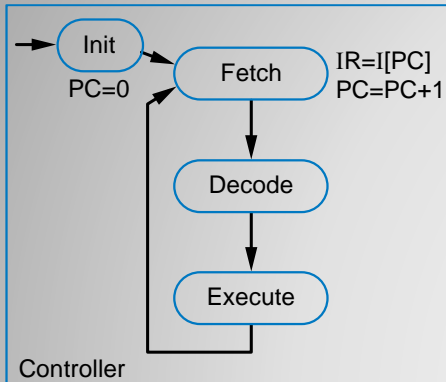 Init
PC=0
Fetch
IR=I[PC]
PC=PC+1
Decode
Execute
Controller